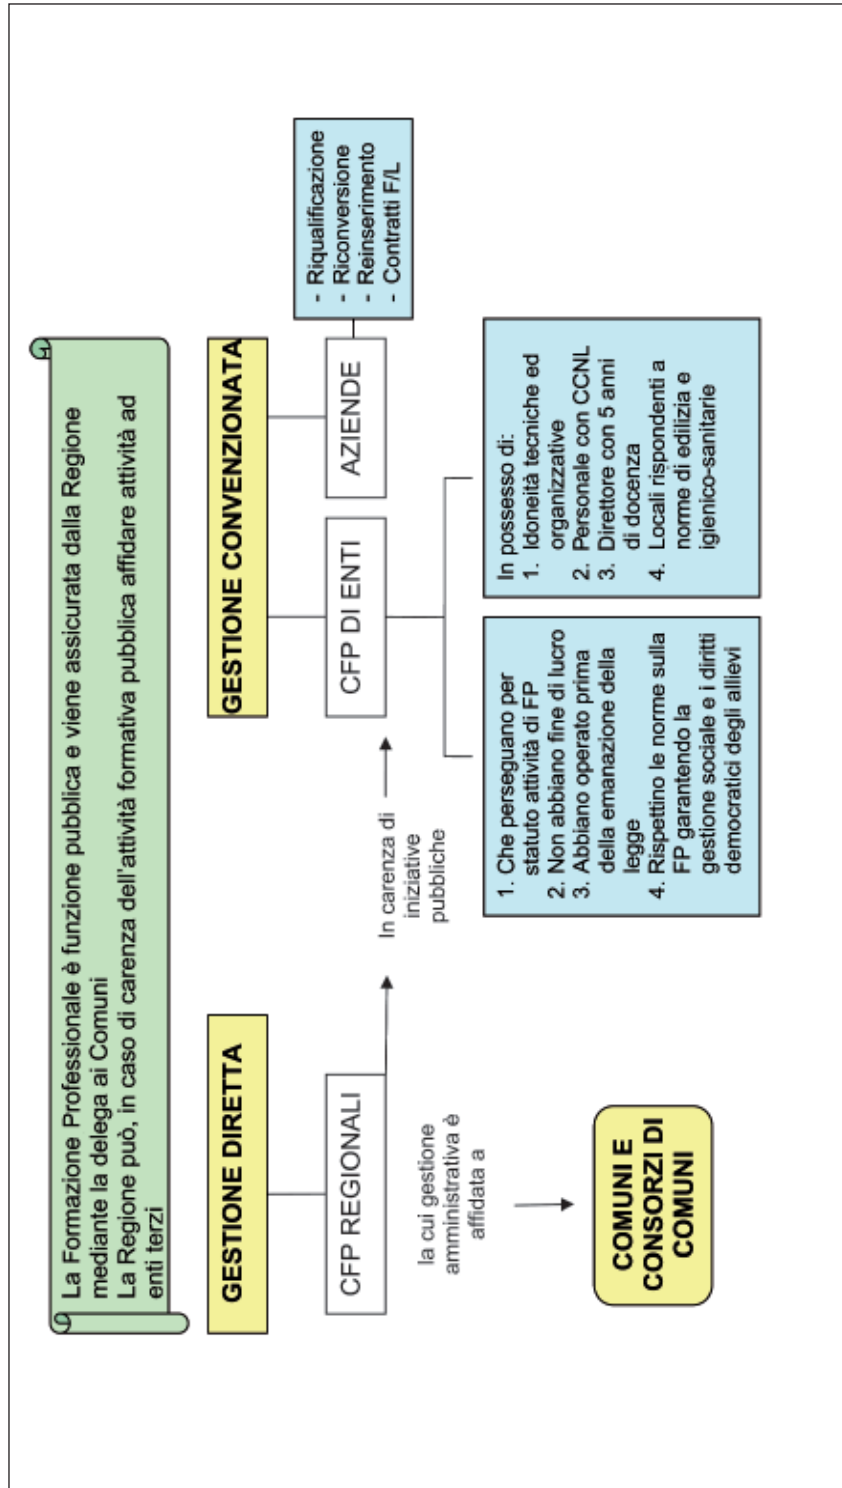 La Formazione Professionale è funzione pubblica e viene assicurata dalla Regione
mediante la delega ai Comuni
La Regione può, in caso di carenza dell'attività formativa pubblica affidare attività ad
enti terzi
GESTIONE DIRETTA
GESTIONE CONVENZIONATA
CFP REGIONALI
CFP DI ENTI
AZIENDE
- Riqualificazione
- Riconversione
- Reinserimento
- Contratti F/L
In carenza di
iniziative
pubbliche
la cui gestione
amministrativa è
affidata a
COMUNI E
CONSORZI DI
COMUNI
1. Che perseguano per
statuto attività di FP
2. Non abbiano fine di lucro
3. Abbiano operato prima
della emanazione della
legge
4. Rispettino le norme sulla
FP garantendo la
gestione sociale e i diritti
democratici degli allievi
In possesso di:
1. Idoneità tecniche ed
organizzative
2. Personale con CCNL
3. Direttore con 5 anni
di docenza
4. Locali rispondenti a
norme di edilizia e
igienico-sanitarie